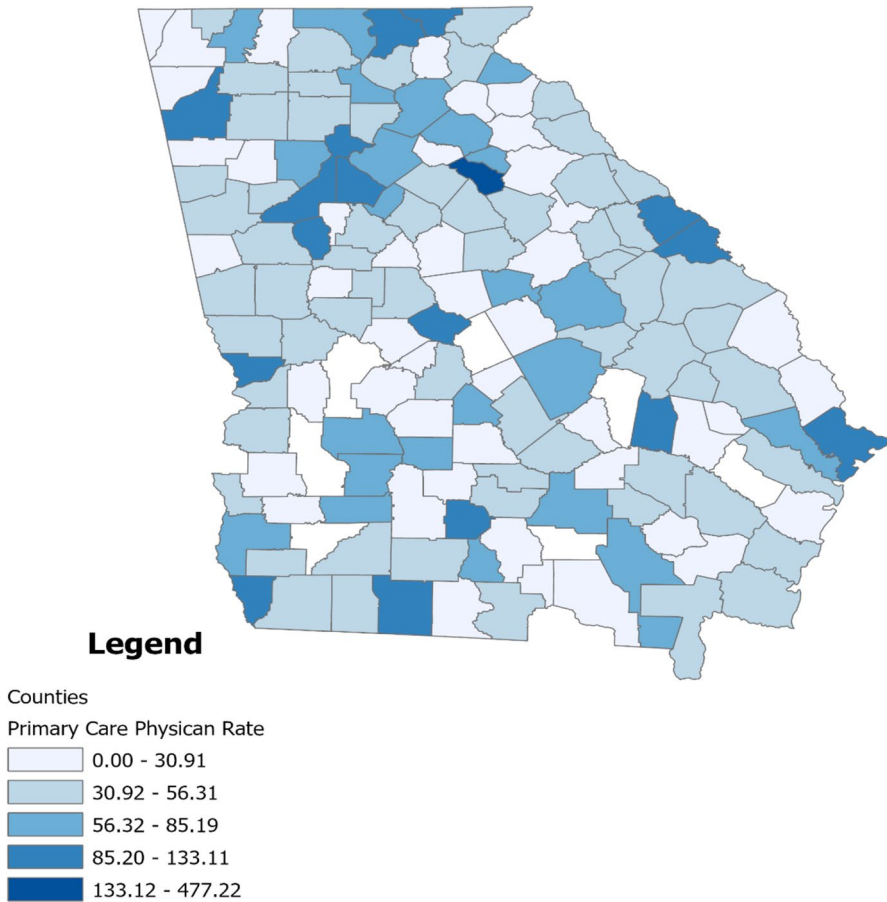 Legend
Counties
Primary Care Physican Rate
0.00 - 30.91
30.92 - 56.31
56.32 - 85.19
85.20 - 133.11
133.12 - 477.22